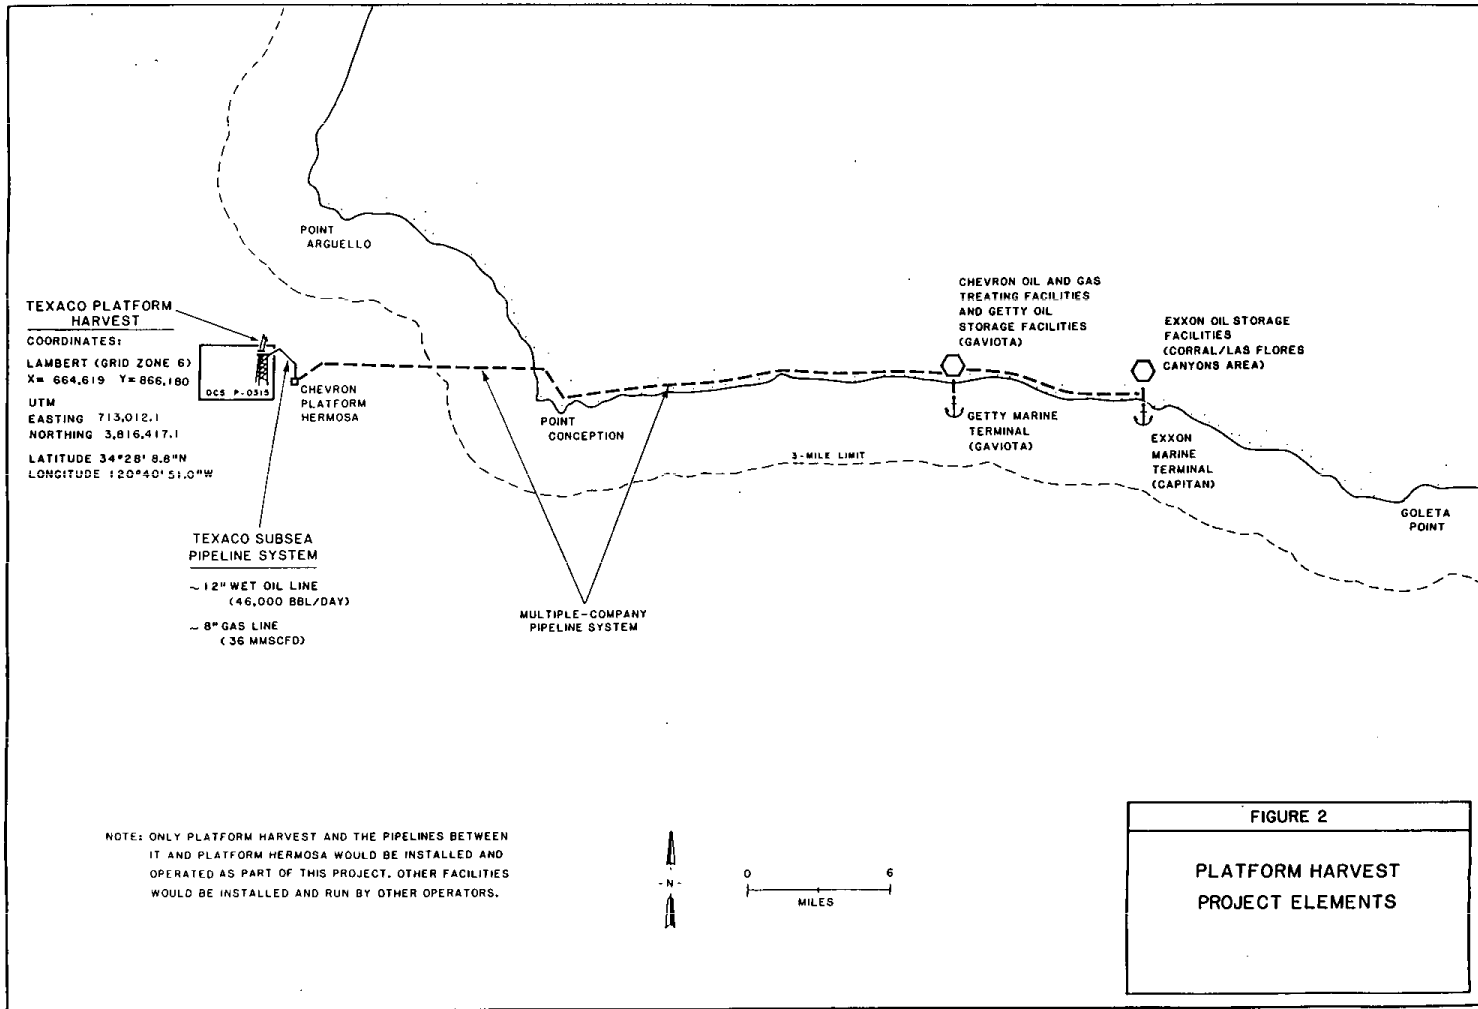 POINT
ARGUELLO
TEXACO PLATFORM
HARVEST
COORDINATES:
LAMBERT (GRID ZONE 6)
X= 664,619 Y= 866,180
UTM
EASTING 713,012.1
NORTHING 3,816,417.1
LATITUDE 34°28' 8.8"N
LONGITUDE 120°40' 51.0"W
OCS P-0315
CHEVRON
PLATFORM
HERMOSA
POINT
CONCEPTION
CHEVRON OIL AND GAS
TREATING FACILITIES
AND GETTY OIL
STORAGE FACILITIES
(GAVIOTA)
EXXON OIL STORAGE
FACILITIES
(CORRAL/LAS FLORES
CANYONS AREA)
GETTY MARINE
TERMINAL
(GAVIOTA)
EXXON
MARINE
TERMINAL
(CAPITAN)
3-MILE LIMIT
GOLETA
POINT
TEXACO SUBSEA
PIPELINE SYSTEM
~ 12" WET OIL LINE
(46,000 BBL/DAY)
~ 8" GAS LINE
(36 MMSCFD)
MULTIPLE-COMPANY
PIPELINE SYSTEM
NOTE: ONLY PLATFORM HARVEST AND THE PIPELINES BETWEEN
IT AND PLATFORM HERMOSA WOULD BE INSTALLED AND
OPERATED AS PART OF THIS PROJECT. OTHER FACILITIES
WOULD BE INSTALLED AND RUN BY OTHER OPERATORS.
-N-
0 6
MILES
FIGURE 2
PLATFORM HARVEST
PROJECT ELEMENTS